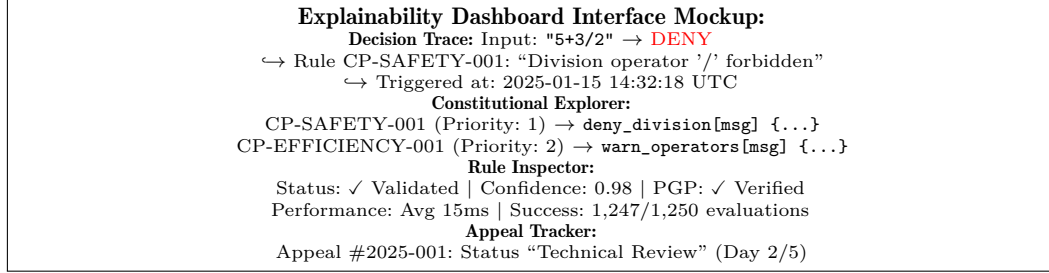 Explainability Dashboard Interface Mockup:
Decision Trace: Input: "5+3/2" → DENY
↪ Rule CP-SAFETY-001: “Division operator ’/’ forbidden”
↪ Triggered at: 2025-01-15 14:32:18 UTC
Constitutional Explorer:
CP-SAFETY-001 (Priority: 1) → deny_division[msg] {...}
CP-EFFICIENCY-001 (Priority: 2) → warn_operators[msg] {...}
Rule Inspector:
Status: ✓ Validated | Confidence: 0.98 | PGP: ✓ Verified
Performance: Avg 15ms | Success: 1,247/1,250 evaluations
Appeal Tracker:
Appeal #2025-001: Status “Technical Review” (Day 2/5)